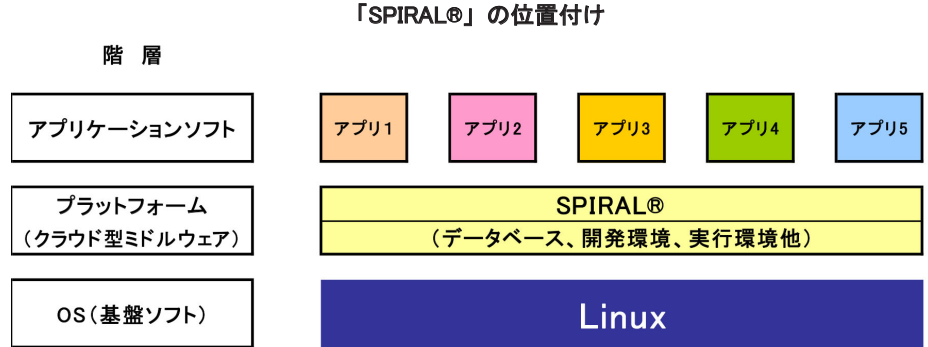 「SPIRAL®」の位置付け
階 層
アプリケーションソフト
アプリ1 アプリ2 アプリ3 アプリ4 アプリ5
プラットフォーム
(クラウド型ミドルウェア)
SPIRAL®
(データベース、開発環境、実行環境他)
OS(基盤ソフト)
Linux